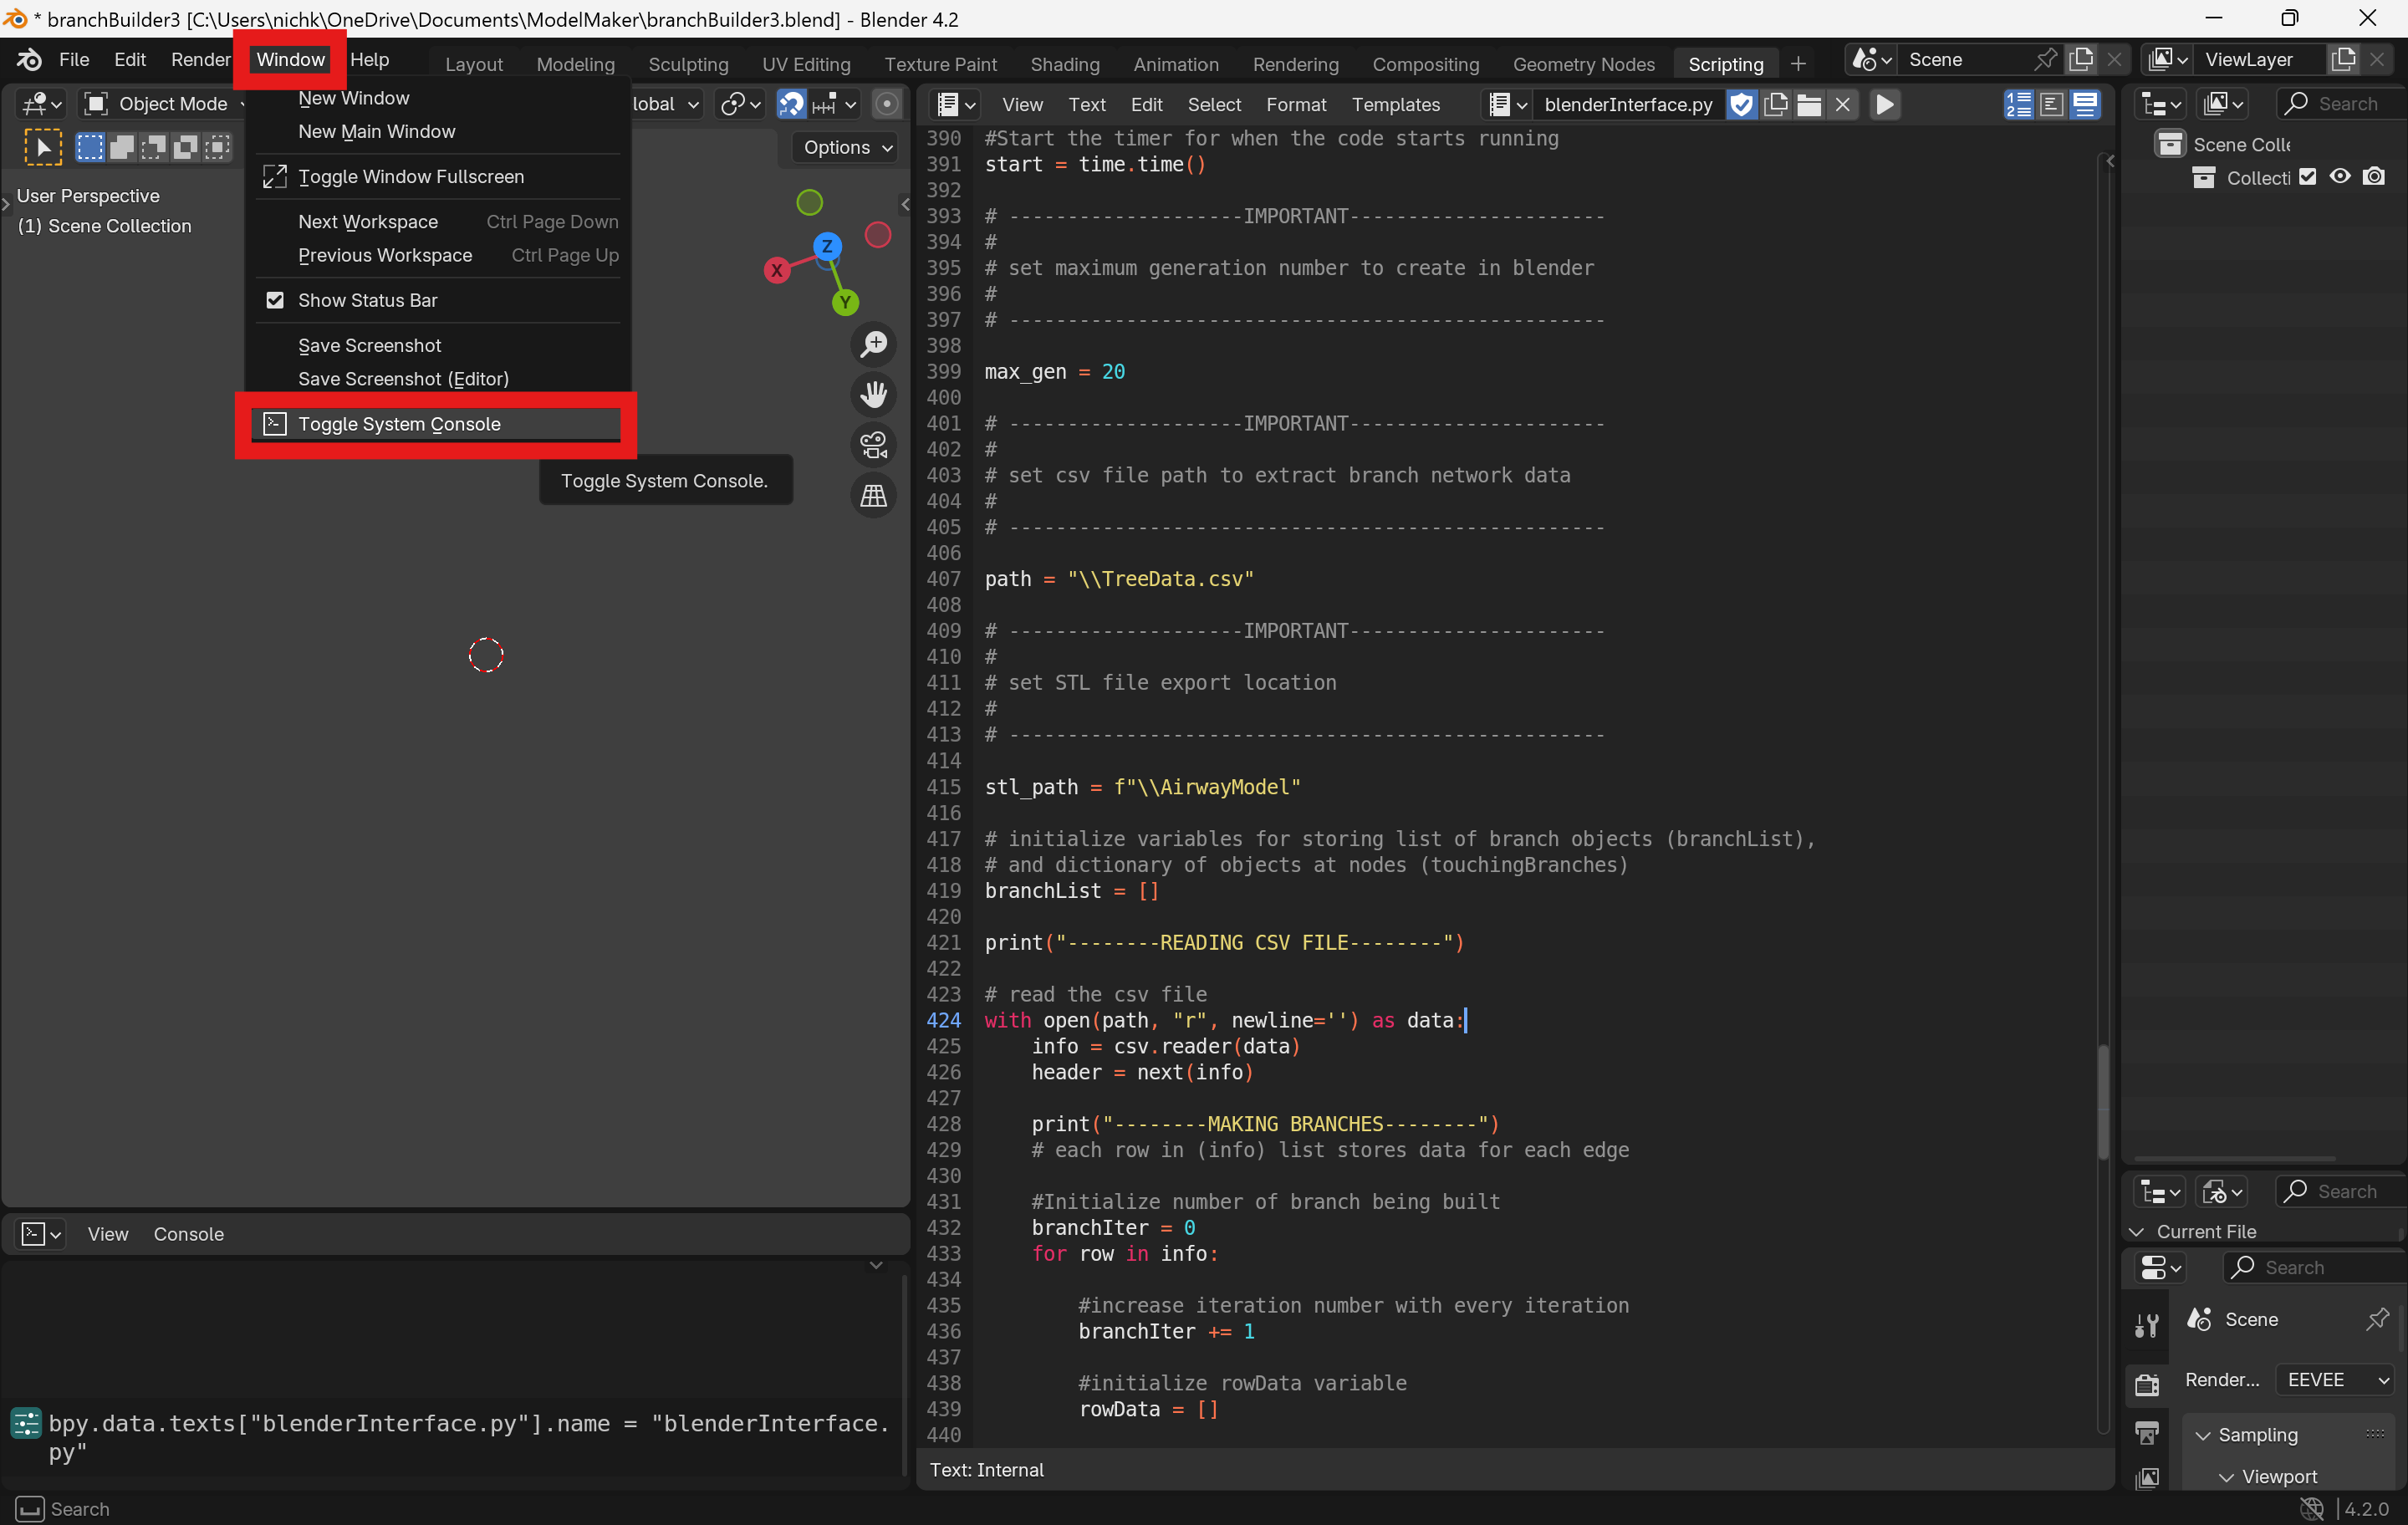 * branchBuilder3 [C:\Users\nichk\OneDrive\Documents\ModelMaker\branchBuilder3.blend] - Blender 4.2
File Edit Render Window Help Layout Modeling Sculpting UV Editing Texture Paint Shading Animation Rendering Compositing Geometry Nodes Scripting + Scene ViewLayer
Object Mode lobal
Options
User Perspective
(1) Scene Collection
New Window
New Main Window
Toggle Window Fullscreen
Next Workspace Ctrl Page Down
Previous Workspace Ctrl Page Up
Show Status Bar
Save Screenshot
Save Screenshot (Editor)
Toggle System Console
Toggle System Console.
Z
X
Y
View Text Edit Select Format Templates blenderInterface.py
390 #Start the timer for when the code starts running
391 start = time.time()
392
393 # --------------------IMPORTANT----------------------
394 #
395 # set maximum generation number to create in blender
396 #
397 # ---------------------------------------------------
398
399 max_gen = 20
400
401 # --------------------IMPORTANT----------------------
402 #
403 # set csv file path to extract branch network data
404 #
405 # ---------------------------------------------------
406
407 path = "\\TreeData.csv"
408
409 # --------------------IMPORTANT----------------------
410 #
411 # set STL file export location
412 #
413 # ---------------------------------------------------
414
415 stl_path = f"\\AirwayModel"
416
417 # initialize variables for storing list of branch objects (branchList),
418 # and dictionary of objects at nodes (touchingBranches)
419 branchList = []
420
421 print("--------READING CSV FILE--------")
422
423 # read the csv file
424 with open(path, "r", newline='') as data:
425 info = csv.reader(data)
426 header = next(info)
427
428 print("--------MAKING BRANCHES--------")
429 # each row in (info) list stores data for each edge
430
431 #Initialize number of branch being built
432 branchIter = 0
433 for row in info:
434
435 #increase iteration number with every iteration
436 branchIter += 1
437
438 #initialize rowData variable
439 rowData = []
440
Text: Internal
Search
Scene Colle
Collecti
Search
Current File
Search
Scene
Render... EEVEE
Sampling
Viewport
View Console
bpy.data.texts["blenderInterface.py"].name = "blenderInterface.
py"
Search
4.2.0